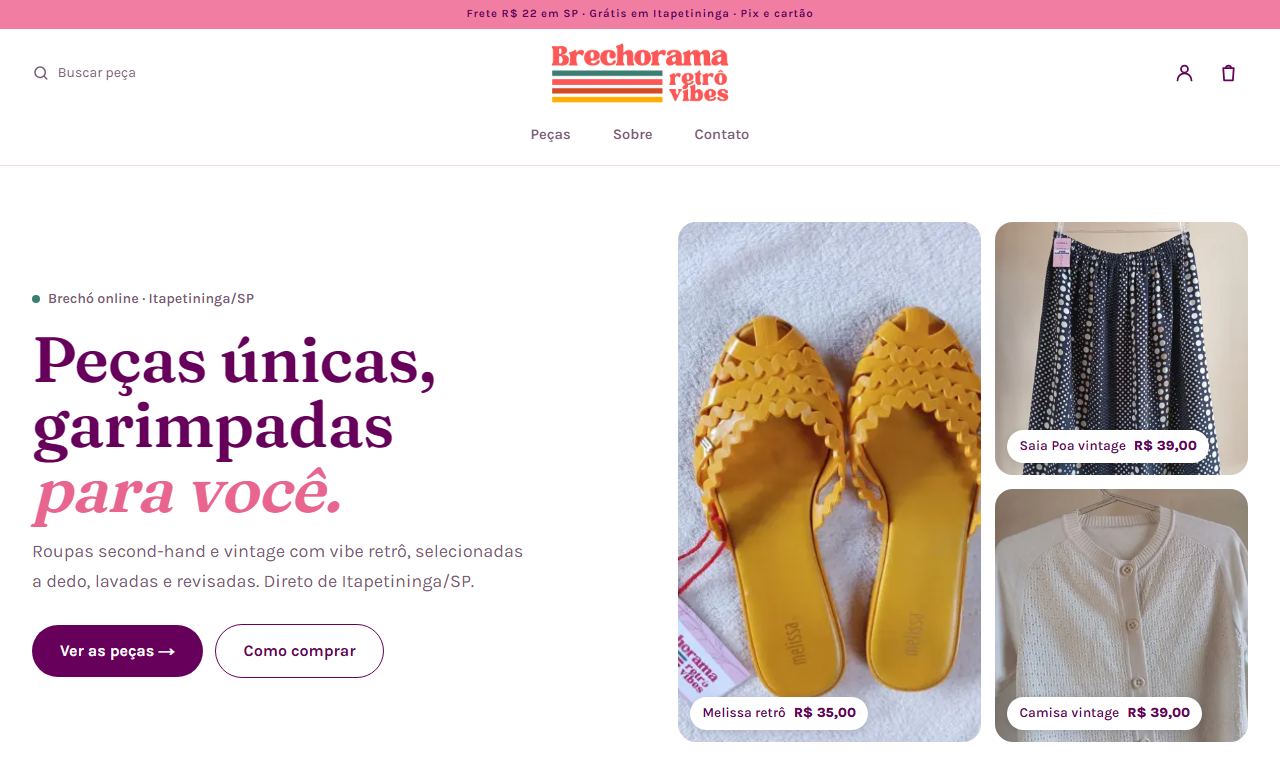 Frete R$ 22 em SP · Grátis em Itapetininga · Pix e cartão
Buscar peça
Brechorama
retrô
vibes
Peças Sobre Contato
Brechó online · Itapetininga/SP
Peças únicas,
garimpadas
para você.
Roupas second-hand e vintage com vibe retrô, selecionadas
a dedo, lavadas e revisadas. Direto de Itapetininga/SP.
Ver as peças →
Como comprar
melissa
melissa
horama
retrô
vibes
Melissa retrô R$ 35,00
Saia Poa vintage R$ 39,00
Camisa vintage R$ 39,00